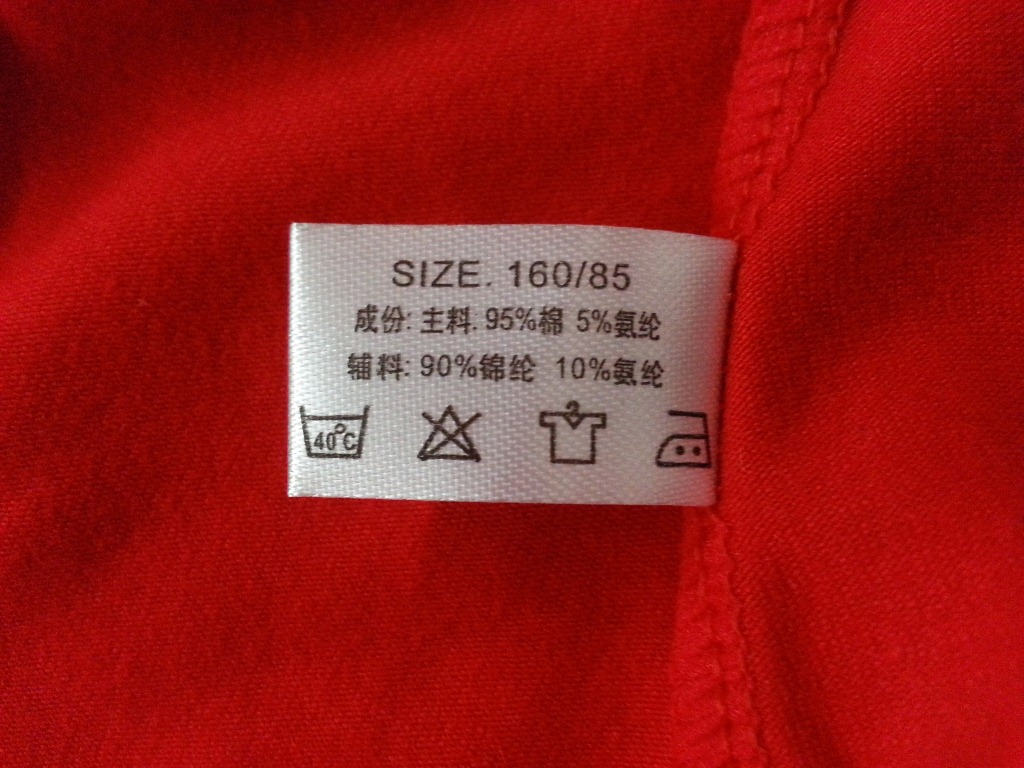 SIZE. 160/85
成份: 主料. 95%棉 5%氨纶
辅料: 90%锦纶 10%氨纶
40°C